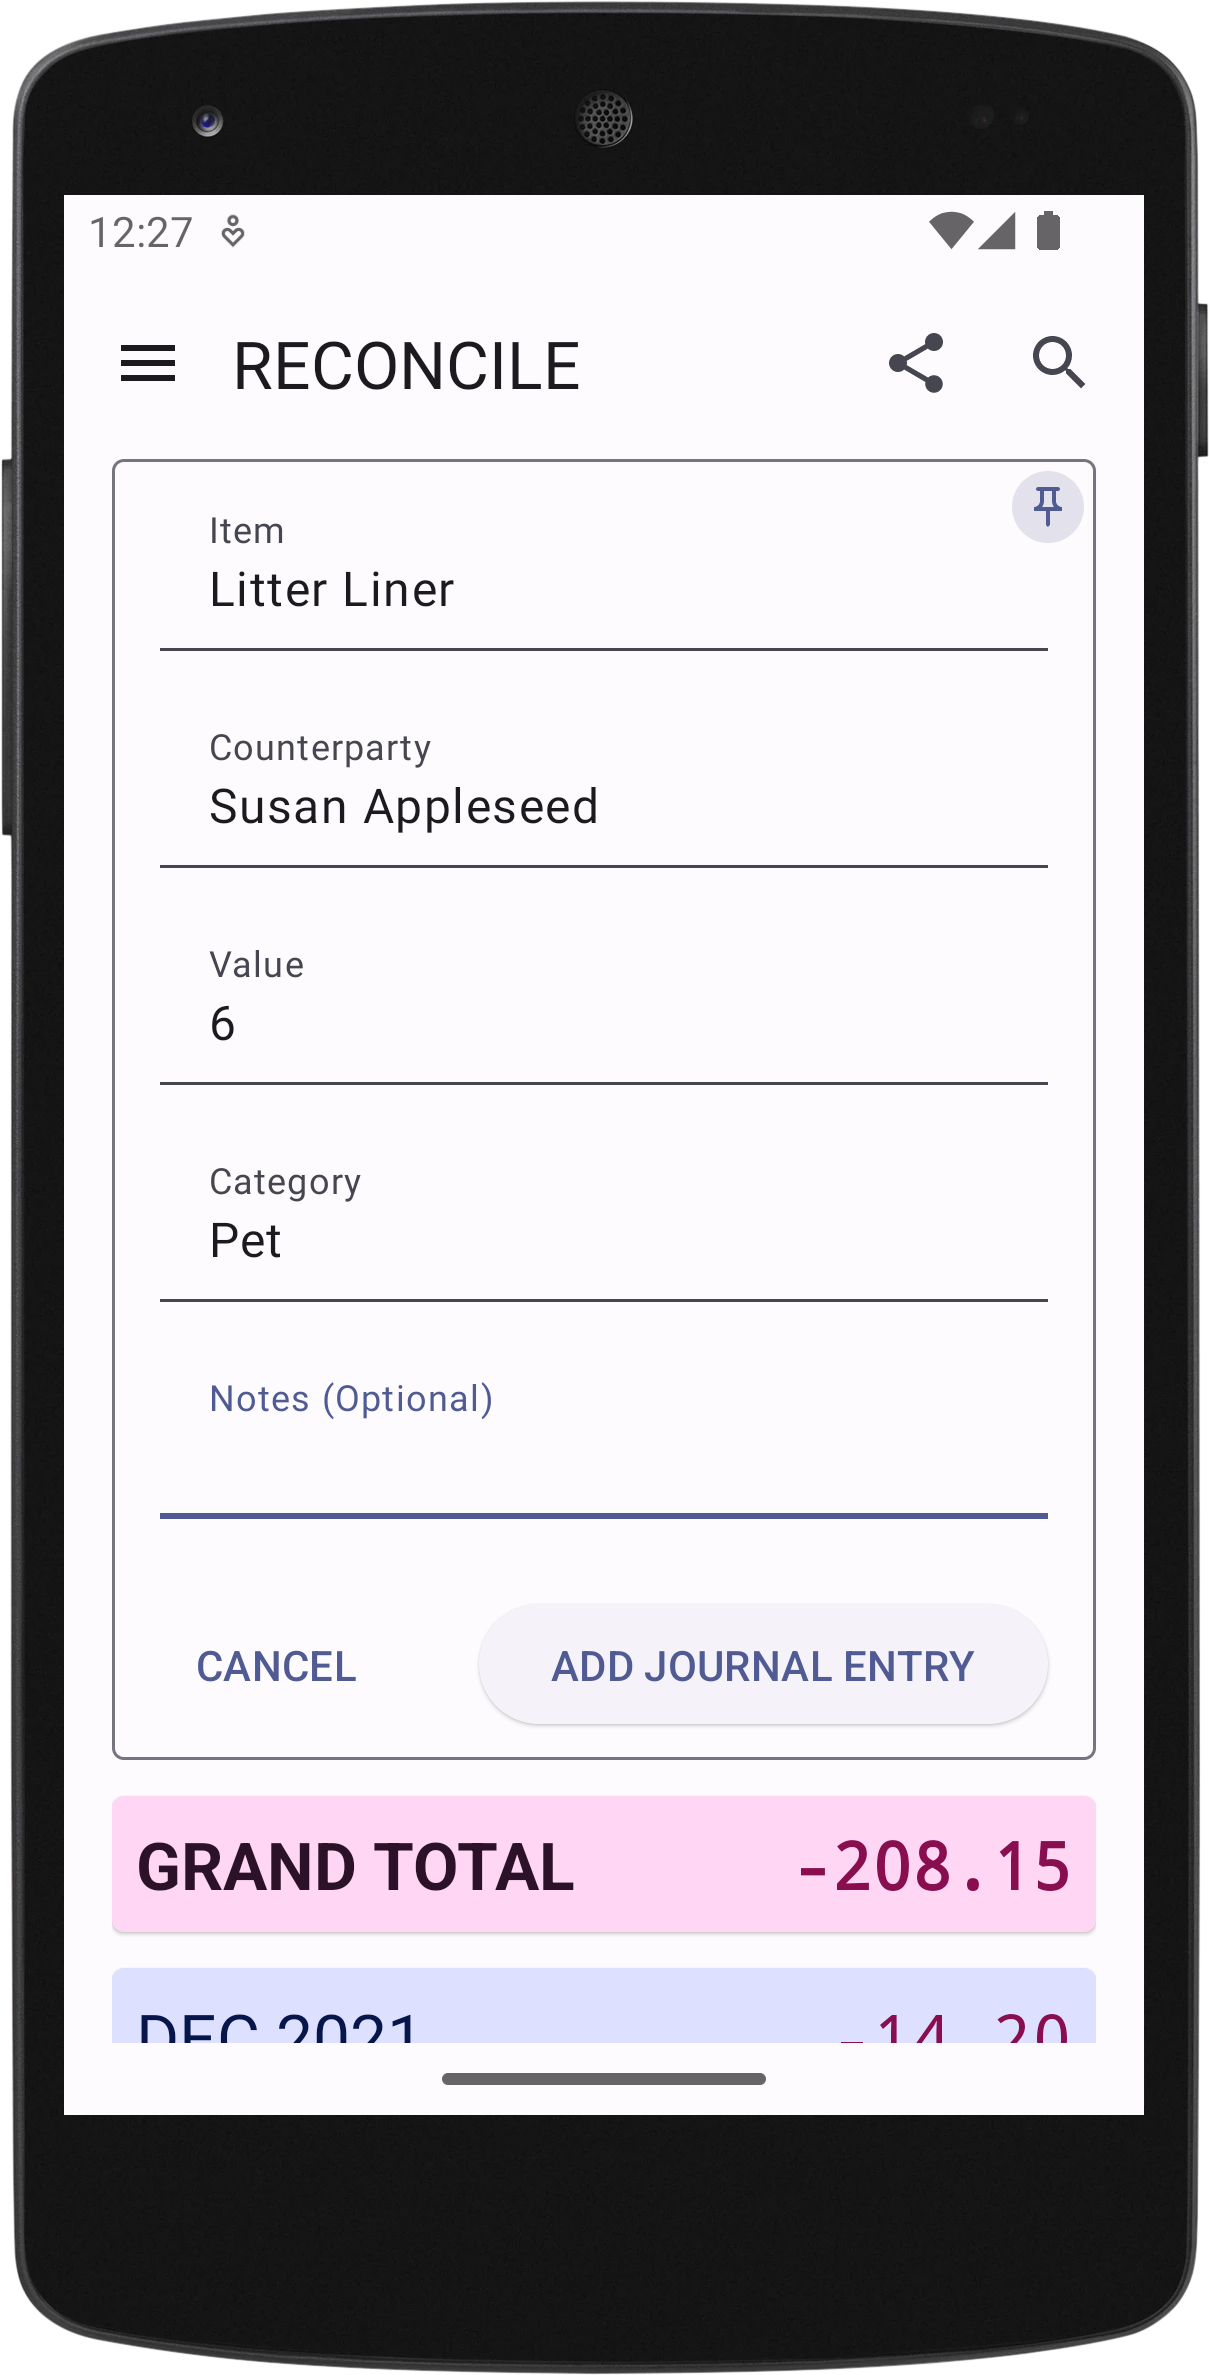 12:27
RECONCILE
Item
Litter Liner
Counterparty
Susan Appleseed
Value
6
Category
Pet
Notes (Optional)
CANCEL
ADD JOURNAL ENTRY
GRAND TOTAL
-208.15
DEC 2021
-14.20